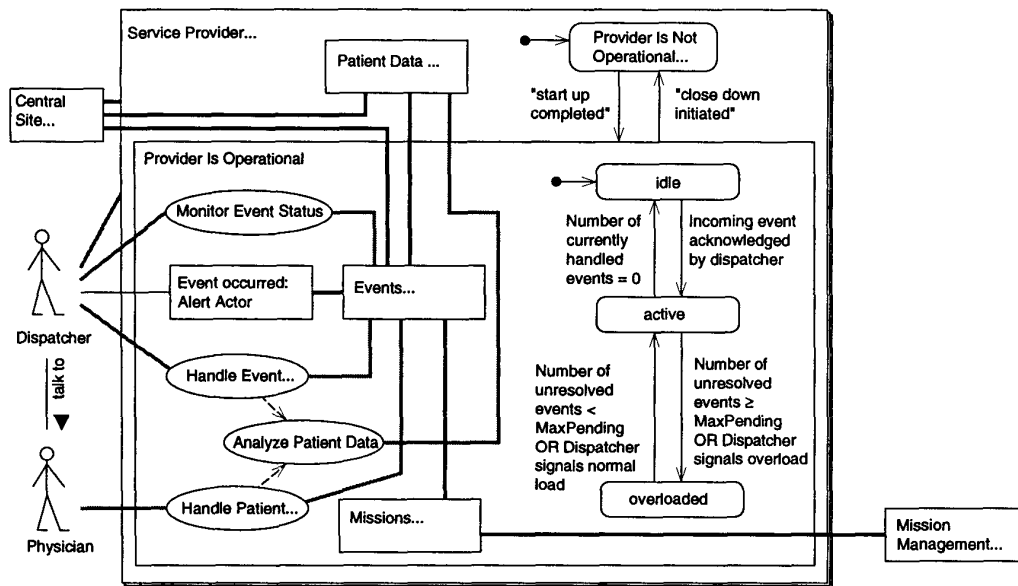 Service Provider...
Patient Data ...
Provider Is Not
Operational...
"start up
completed"
"close down
initiated"
Central
Site...
Provider Is Operational
idle
Monitor Event Status
Number of
currently
handled
events = 0
Incoming event
acknowledged
by dispatcher
Event occurred:
Alert Actor
Events...
active
Dispatcher
talk to
Handle Event...
Number of
unresolved
events <
MaxPending
OR Dispatcher
signals normal
load
Number of
unresolved
events ≥
MaxPending
OR Dispatcher
signals overload
Analyze Patient Data
overloaded
Handle Patient...
Missions...
Physician
Mission
Management...